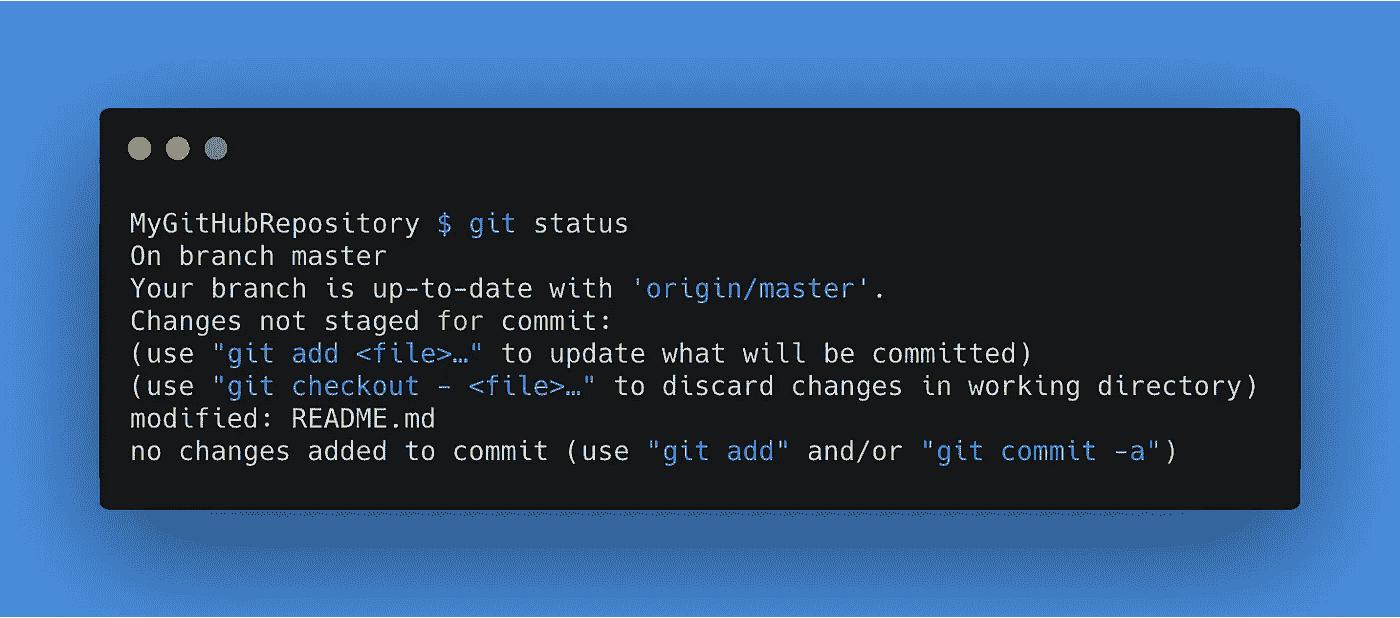 MyGitHubRepository $ git status
On branch master
Your branch is up-to-date with 'origin/master'.
Changes not staged for commit:
(use "git add <file>…" to update what will be committed)
(use "git checkout - <file>…" to discard changes in working directory)
modified: README.md
no changes added to commit (use "git add" and/or "git commit -a")